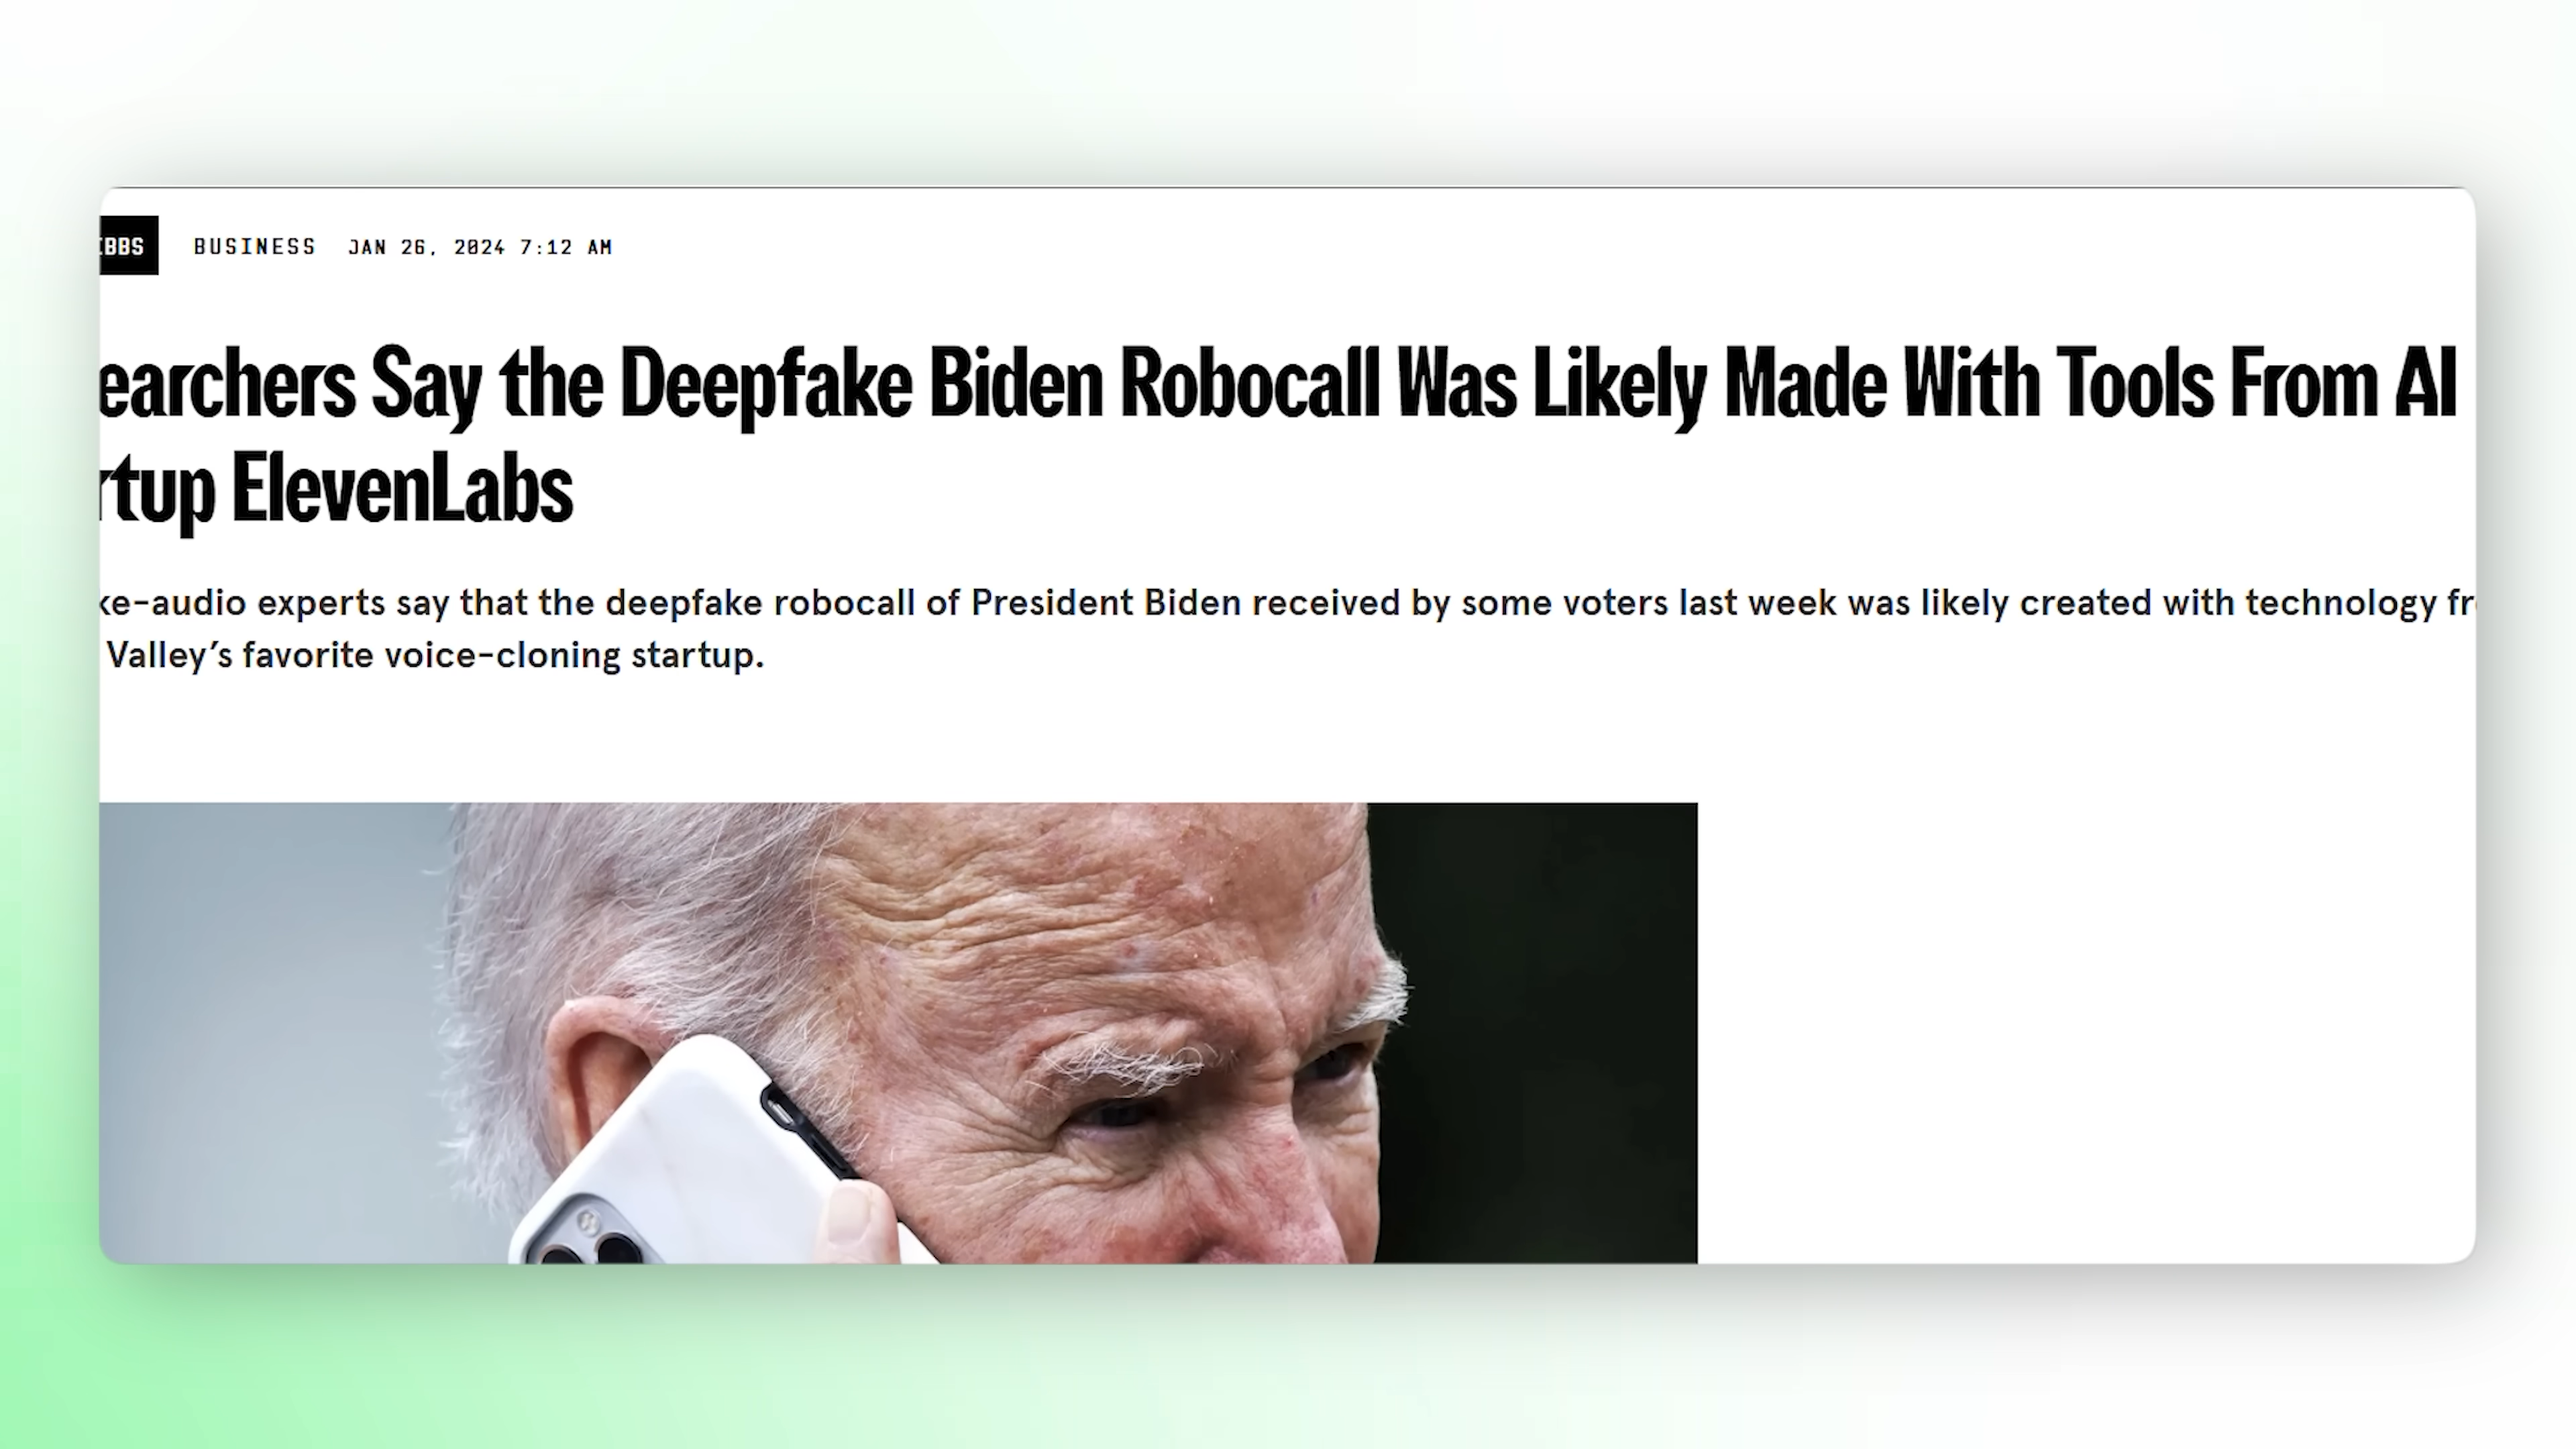 BBS BUSINESS JAN 26, 2024 7:12 AM
earchers Say the Deepfake Biden Robocall Was Likely Made With Tools From AI
rtup ElevenLabs
ke-audio experts say that the deepfake robocall of President Biden received by some voters last week was likely created with technology fr
Valley’s favorite voice-cloning startup.